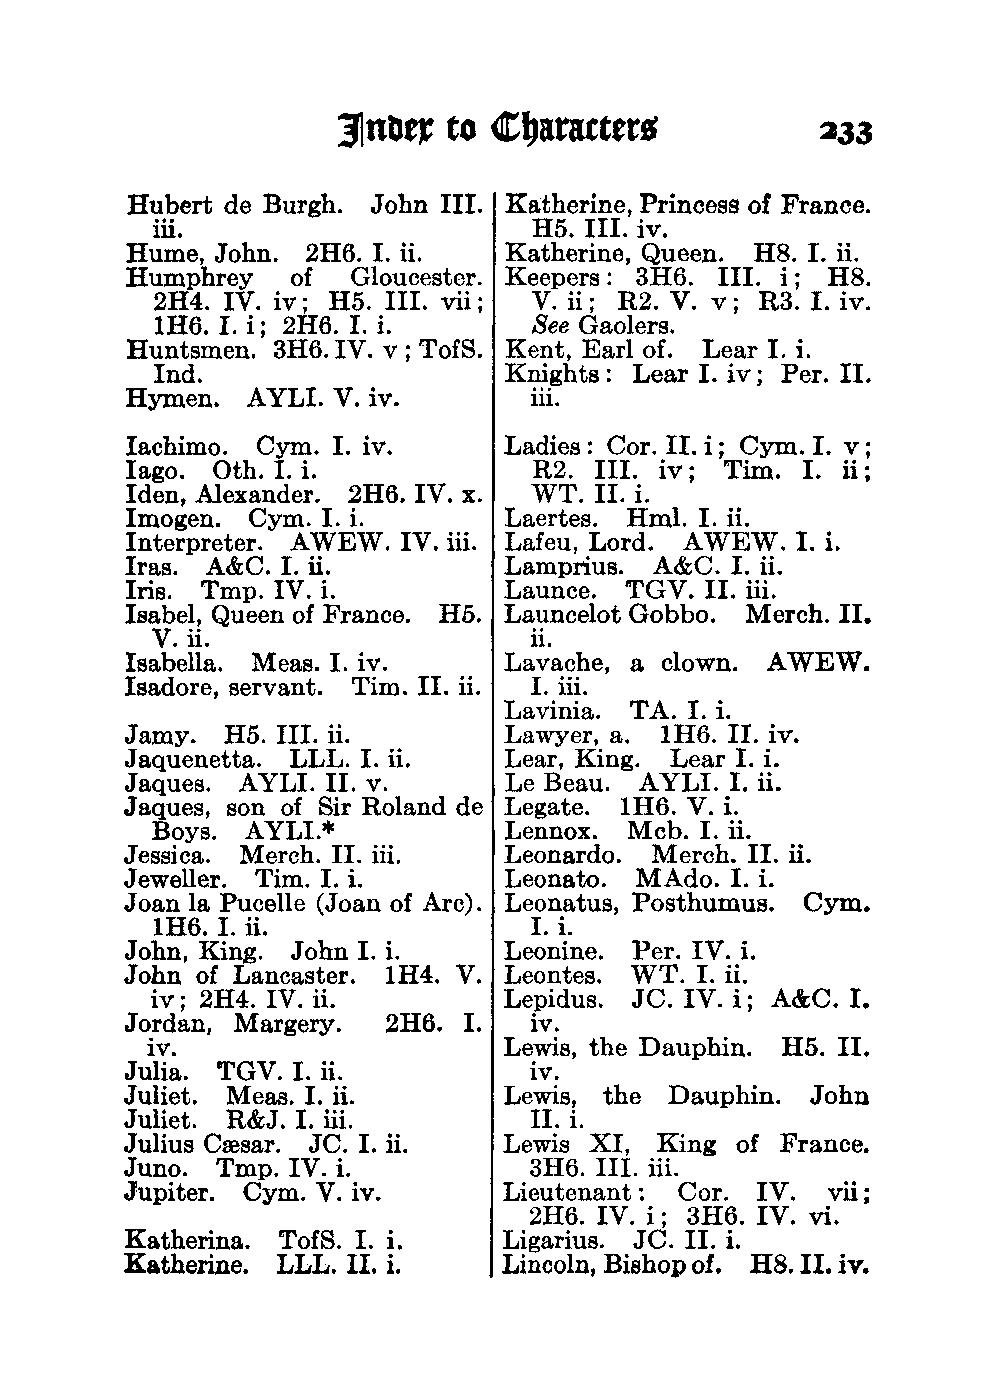 Index to Characters 233
Hubert de Burgh. John III.
iii.
Hume, John. 2H6. I. ii.
Humphrey of Gloucester.
2H4. IV. iv; H5. III. vii;
1H6. I. i; 2H6. I. i.
Huntsmen. 3H6. IV. v; TofS.
Ind.
Hymen. AYLI. V. iv.
Iachimo. Cym. I. iv.
Iago. Oth. I. i.
Iden, Alexander. 2H6. IV. x.
Imogen. Cym. I. i.
Interpreter. AWEW. IV. iii.
Iras. A&C. I. ii.
Iris. Tmp. IV. i.
Isabel, Queen of France. H5.
V. ii.
Isabella. Meas. I. iv.
Isadore, servant. Tim. II. ii.
Jamy. H5. III. ii.
Jaquenetta. LLL. I. ii.
Jaques. AYLI. II. v.
Jaques, son of Sir Roland de
Boys. AYLI.*
Jessica. Merch. II. iii.
Jeweller. Tim. I. i.
Joan la Pucelle (Joan of Arc).
1H6. I. ii.
John, King. John I. i.
John of Lancaster. 1H4. V.
iv; 2H4. IV. ii.
Jordan, Margery. 2H6. I.
iv.
Julia. TGV. I. ii.
Juliet. Meas. I. ii.
Juliet. R&J. I. iii.
Julius Cæsar. JC. I. ii.
Juno. Tmp. IV. i.
Jupiter. Cym. V. iv.
Katherina. TofS. I. i.
Katherine. LLL. II. i.
Katherine, Princess of France.
H5. III. iv.
Katherine, Queen. H8. I. ii.
Keepers: 3H6. III. i; H8.
V. ii; R2. V. v; R3. I. iv.
See Gaolers.
Kent, Earl of. Lear I. i.
Knights: Lear I. iv; Per. II.
iii.
Ladies: Cor. II. i; Cym. I. v;
R2. III. iv; Tim. I. ii;
WT. II. i.
Laertes. Hml. I. ii.
Lafeu, Lord. AWEW. I. i.
Lamprius. A&C. I. ii.
Launce. TGV. II. iii.
Launcelot Gobbo. Merch. II.
ii.
Lavache, a clown. AWEW.
I. iii.
Lavinia. TA. I. i.
Lawyer, a. 1H6. II. iv.
Lear, King. Lear I. i.
Le Beau. AYLI. I. ii.
Legate. 1H6. V. i.
Lennox. Mcb. I. ii.
Leonardo. Merch. II. ii.
Leonato. MAdo. I. i.
Leonatus, Posthumus. Cym.
I. i.
Leonine. Per. IV. i.
Leontes. WT. I. ii.
Lepidus. JC. IV. i; A&C. I.
iv.
Lewis, the Dauphin. H5. II.
iv.
Lewis, the Dauphin. John
II. i.
Lewis XI, King of France.
3H6. III. iii.
Lieutenant: Cor. IV. vii;
2H6. IV. i; 3H6. IV. vi.
Ligarius. JC. II. i.
Lincoln, Bishop of. H8. II. iv.